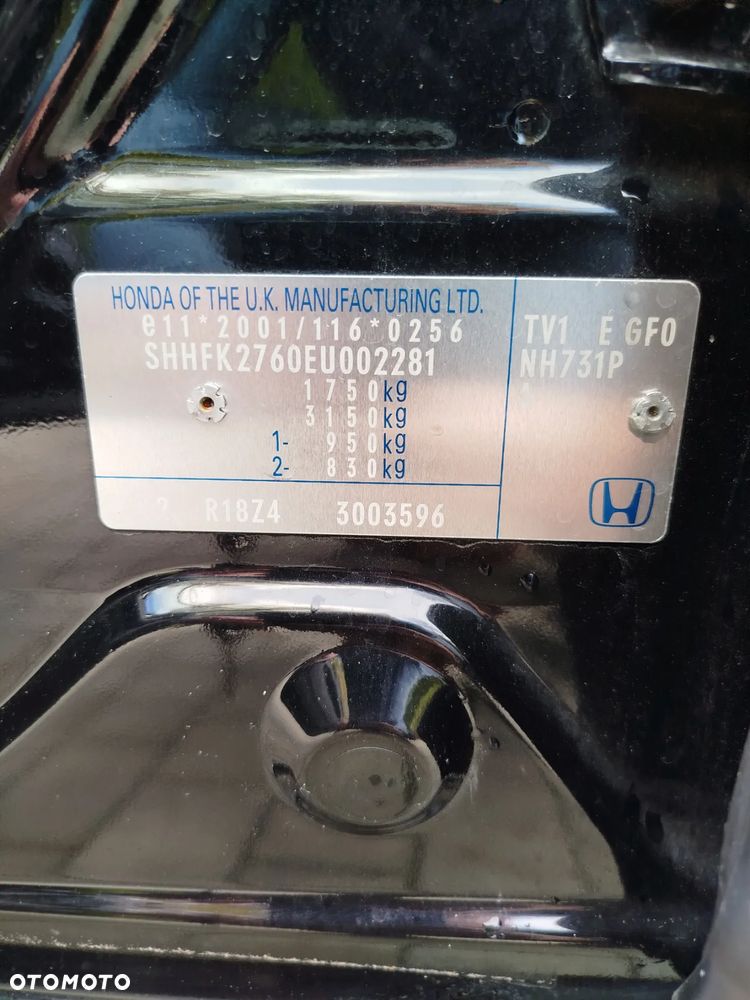 HONDA OF THE U.K. MANUFACTURING LTD.
e11*2001/116*0256
SHHFK2760EU002281
1750kg
3150kg
1- 950kg
2- 830kg
R18Z4 3003596
TV1 E GF0
NH731P
OTOMOTO